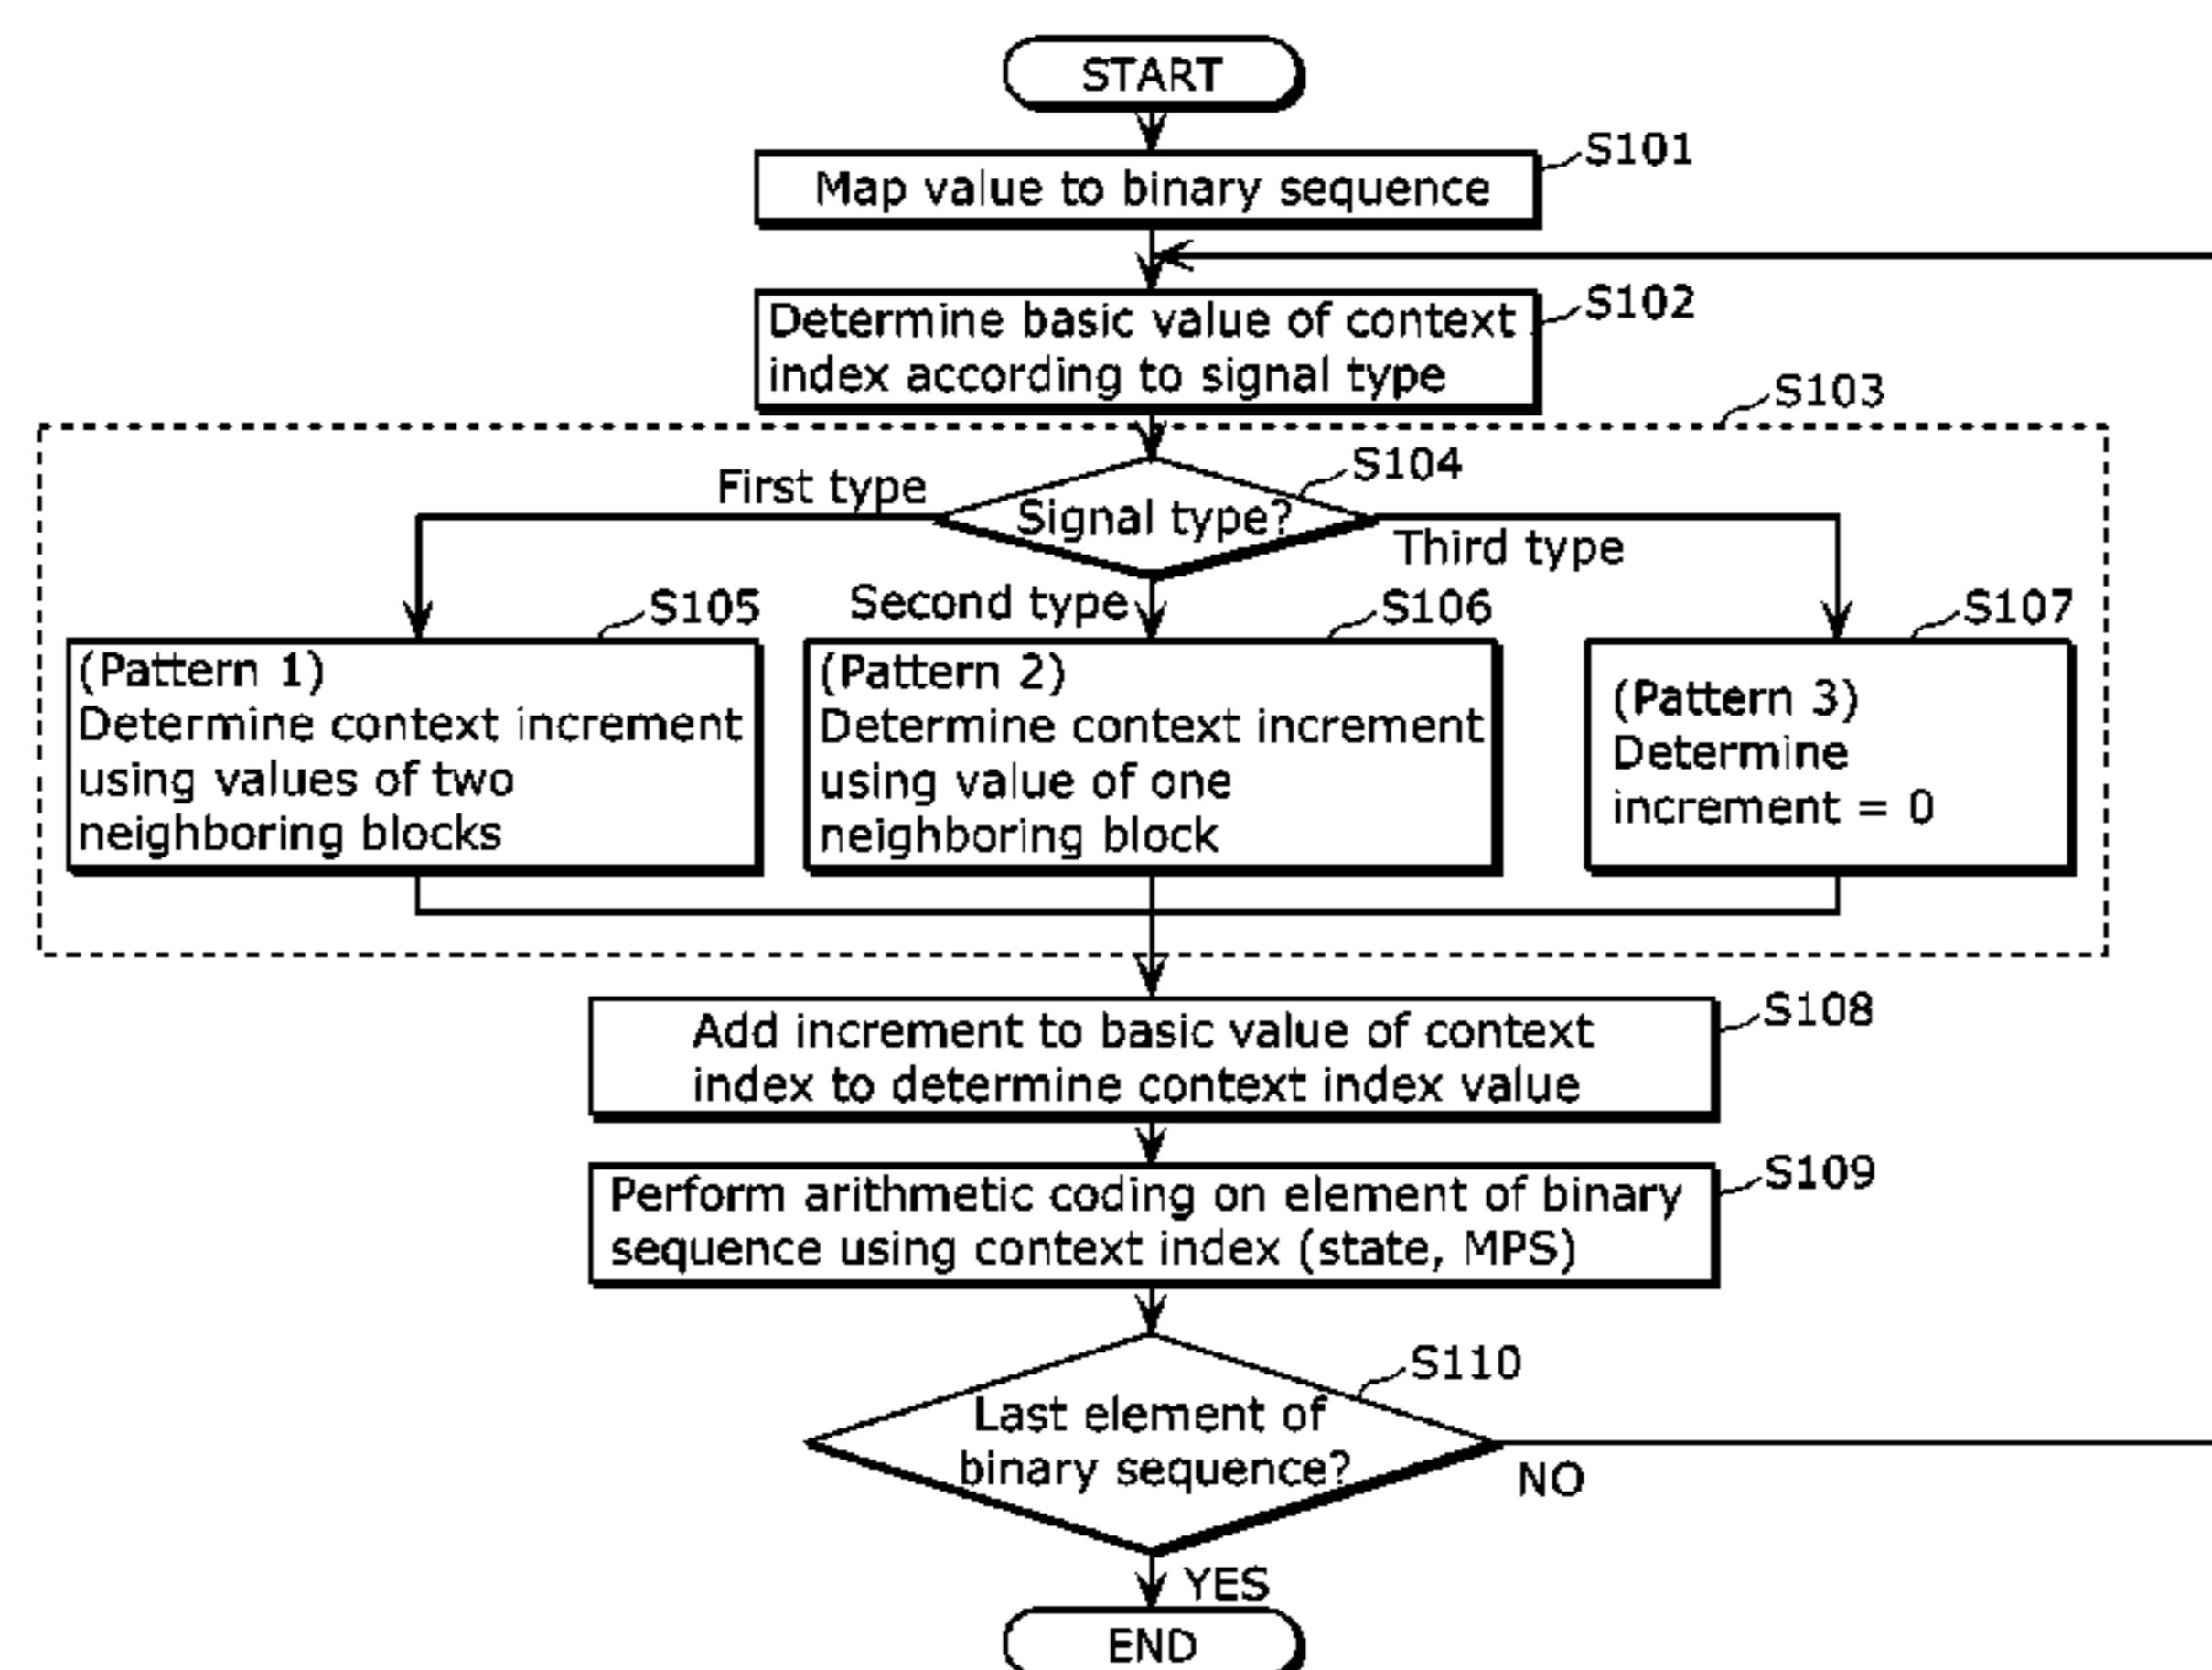 START
S101
Map value to binary sequence
S102
Determine basic value of context
index according to signal type
S103
S104
First type
Signal type?
Third type
Second type
S105
(Pattern 1)
Determine context increment
using values of two
neighboring blocks
S106
(Pattern 2)
Determine context increment
using value of one
neighboring block
S107
(Pattern 3)
Determine
increment = 0
S108
Add increment to basic value of context
index to determine context index value
S109
Perform arithmetic coding on element of binary
sequence using context index (state, MPS)
S110
Last element of
binary sequence?
NO
YES
END